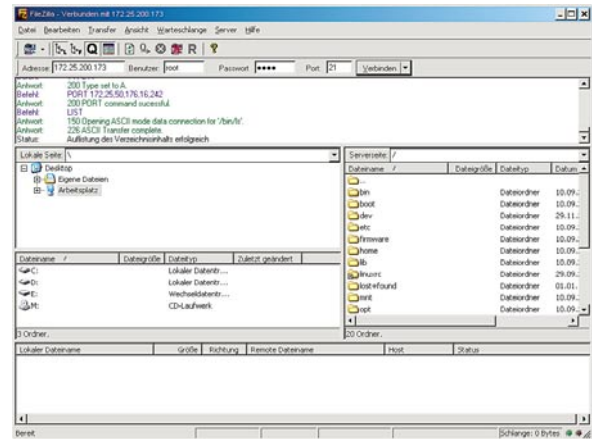 FileZilla - Verbunden mit 172.25.200.173
Datei Bearbeiten Transfer Ansicht Warteschlange Server Hilfe
Adresse: 172.25.200.173 Benutzer: root Passwort: •••• Port: 21 Verbinden
Antwort: 200 Type set to A.
Befehl: PORT 172,25,50,176,16,242
Antwort: 200 PORT command sucessful.
Befehl: LIST
Antwort: 150 Opening ASCII mode data connection for '/bin/ls'.
Antwort: 226 ASCII Transfer complete.
Status: Auflistung des Verzeichnisinhalts erfolgreich
Lokale Seite: \
Desktop
Eigene Dateien
Arbeitsplatz
Dateiname / Dateigröße Dateityp Zuletzt geändert
C: Lokaler Datentr...
D: Lokaler Datentr...
E: Wechseldatentr...
M: CD-Laufwerk
3 Ordner.
Serverseite: /
Dateiname / Dateigröße Dateityp Datum
..
bin Dateiordner 10.09.
boot Dateiordner 10.09.
dev Dateiordner 29.11.
etc Dateiordner 10.09.
firmware Dateiordner 10.09.
home Dateiordner 10.09.
lib Dateiordner 10.09.
linuxrc Dateiordner 29.09.
lost+found Dateiordner 01.01.
mnt Dateiordner 10.09.
opt Dateiordner 10.09.
20 Ordner.
Lokaler Dateiname Größe Richtung Remote Dateiname Host Status
Bereit Schlange: 0 Bytes